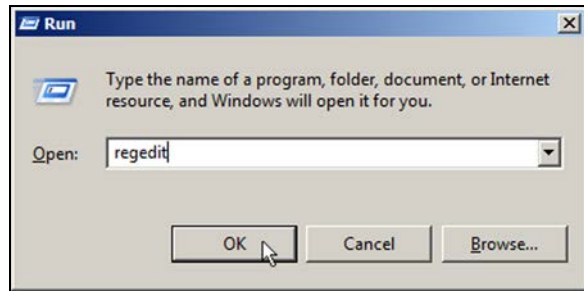 Run
Type the name of a program, folder, document, or Internet
resource, and Windows will open it for you.
Open: regedit
OK Cancel Browse...